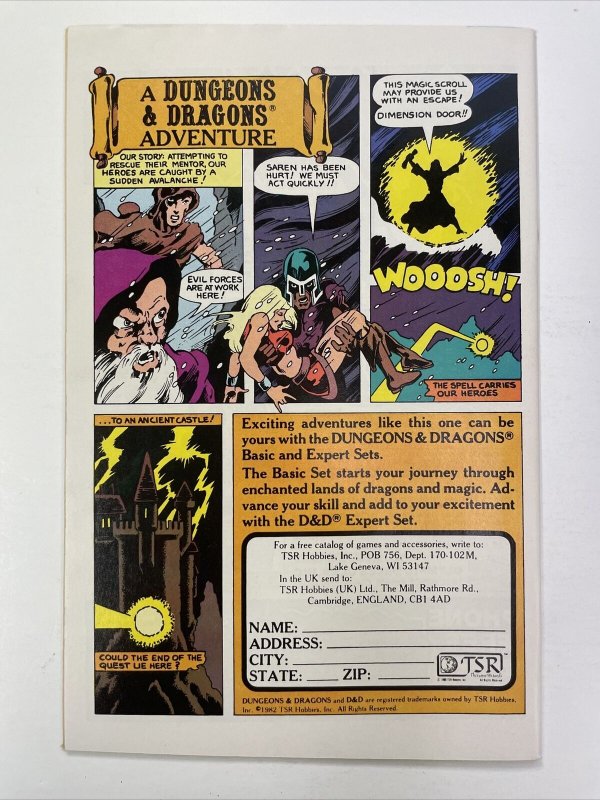 A DUNGEONS
& DRAGONS®
ADVENTURE
OUR STORY: ATTEMPTING TO
RESCUE THEIR MENTOR, OUR
HEROES ARE CAUGHT BY A
SUDDEN AVALANCHE!
EVIL FORCES
ARE AT WORK
HERE!
SAREN HAS BEEN
HURT! WE MUST
ACT QUICKLY!!
THIS MAGIC SCROLL
MAY PROVIDE US
WITH AN ESCAPE!
DIMENSION DOOR!!
WOOOSH!
THE SPELL CARRIES
OUR HEROES
...TO AN ANCIENT CASTLE!
COULD THE END OF THE
QUEST LIE HERE?
Exciting adventures like this one can be
yours with the DUNGEONS & DRAGONS®
Basic and Expert Sets.
The Basic Set starts your journey through
enchanted lands of dragons and magic. Ad-
vance your skill and add to your excitement
with the D&D® Expert Set.
For a free catalog of games and accessories, write to:
TSR Hobbies, Inc., POB 756, Dept. 170-102M,
Lake Geneva, WI 53147
In the UK send to:
TSR Hobbies (UK) Ltd., The Mill, Rathmore Rd.,
Cambridge, ENGLAND, CB1 4AD
NAME:
ADDRESS:
CITY:
STATE: ZIP:
TSR
DUNGEONS & DRAGONS and D&D are registered trademarks owned by TSR Hobbies,
Inc. ©1982 TSR Hobbies, Inc. All Rights Reserved.